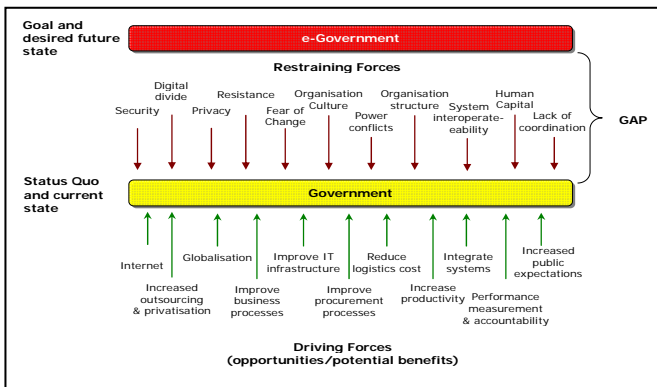 Goal and
desired future
state
e-Government
Restraining Forces
Security
Digital
divide
Privacy
Resistance
Fear of
Change
Organisation
Culture
Power
conflicts
Organisation
structure
System
interoperate-
eability
Human
Capital
Lack of
coordination
GAP
Status Quo
and current
state
Government
Internet
Increased
outsourcing
& privatisation
Globalisation
Improve
business
processes
Improve IT
infrastructure
Improve
procurement
processes
Reduce
logistics cost
Increase
productivity
Integrate
systems
Performance
measurement
& accountability
Increased
public
expectations
Driving Forces
(opportunities/potential benefits)